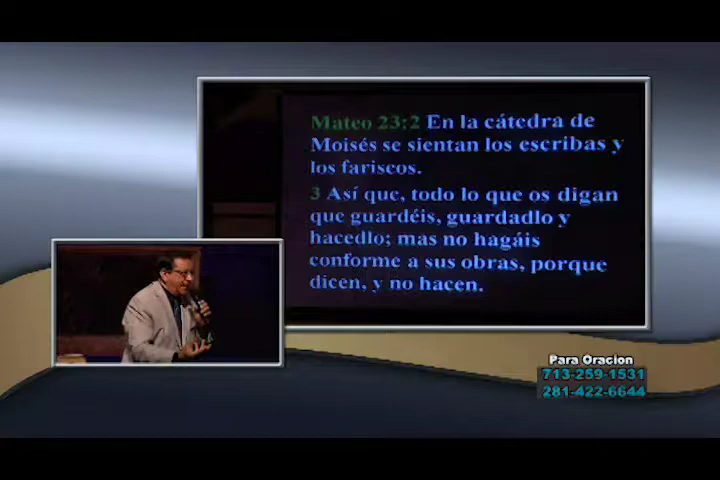 Mateo 23:2 En la cátedra de
Moisés se sientan los escribas y
los fariseos.
3 Así que, todo lo que os digan
que guardéis, guardadlo y
hacedlo; mas no hagáis
conforme a sus obras, porque
dicen, y no hacen.
Para Oracion
713-259-1531
281-422-6644